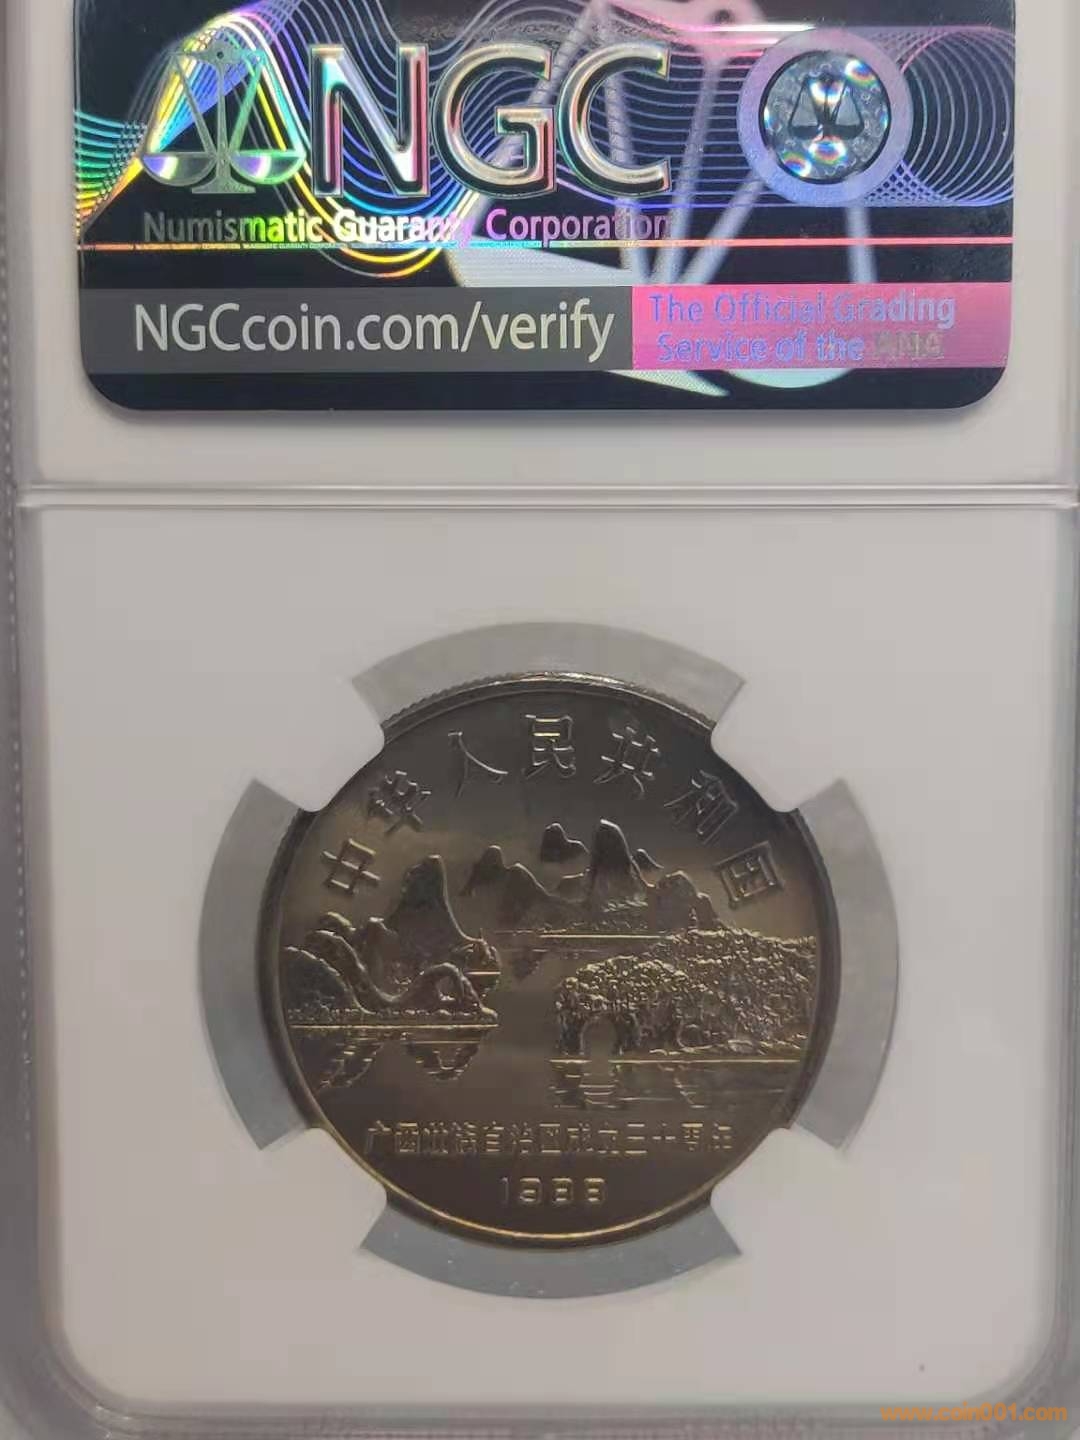 NGC
Numismatic Guaranty Corporation
NGCcoin.com/verify
The Official Grading
Service of the ANA
中华人民共和国
广西壮族自治区成立三十周年
1988
www.coin001.com